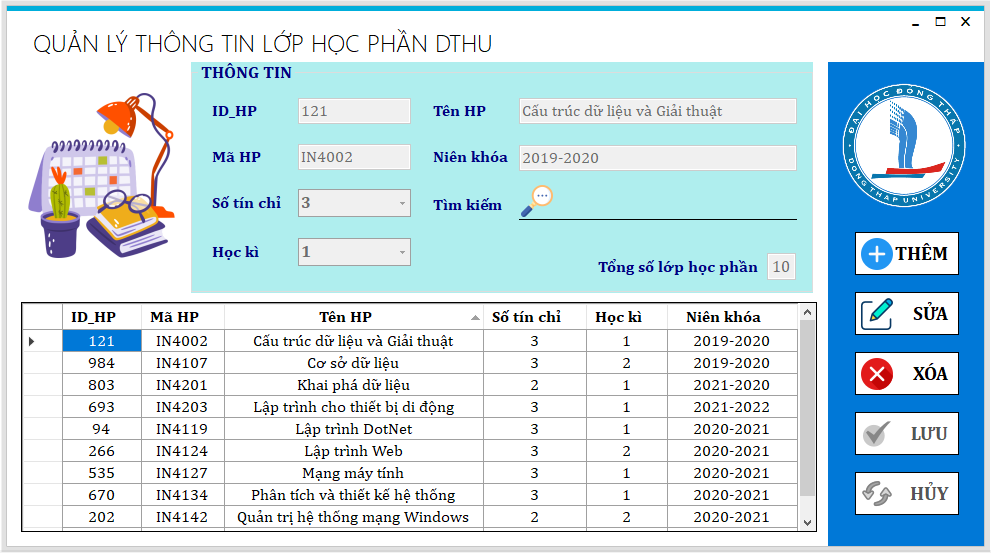 QUẢN LÝ THÔNG TIN LỚP HỌC PHẦN DTHU
THÔNG TIN
ID_HP 121 Tên HP Cấu trúc dữ liệu và Giải thuật
Mã HP IN4002 Niên khóa 2019-2020
Số tín chỉ 3 Tìm kiếm
Học kì 1
Tổng số lớp học phần 10
ĐẠI HỌC ĐỒNG THÁP
DONG THAP UNIVERSITY
THÊM
SỬA
XÓA
LƯU
HỦY
ID_HP Mã HP Tên HP Số tín chỉ Học kì Niên khóa
121 IN4002 Cấu trúc dữ liệu và Giải thuật 3 1 2019-2020
984 IN4107 Cơ sở dữ liệu 3 2 2019-2020
803 IN4201 Khai phá dữ liệu 2 1 2021-2020
693 IN4203 Lập trình cho thiết bị di động 3 1 2021-2022
94 IN4119 Lập trình DotNet 3 1 2020-2021
266 IN4124 Lập trình Web 3 2 2020-2021
535 IN4127 Mạng máy tính 3 1 2020-2021
670 IN4134 Phân tích và thiết kế hệ thống 3 1 2020-2021
202 IN4142 Quản trị hệ thống mạng Windows 2 2 2020-2021